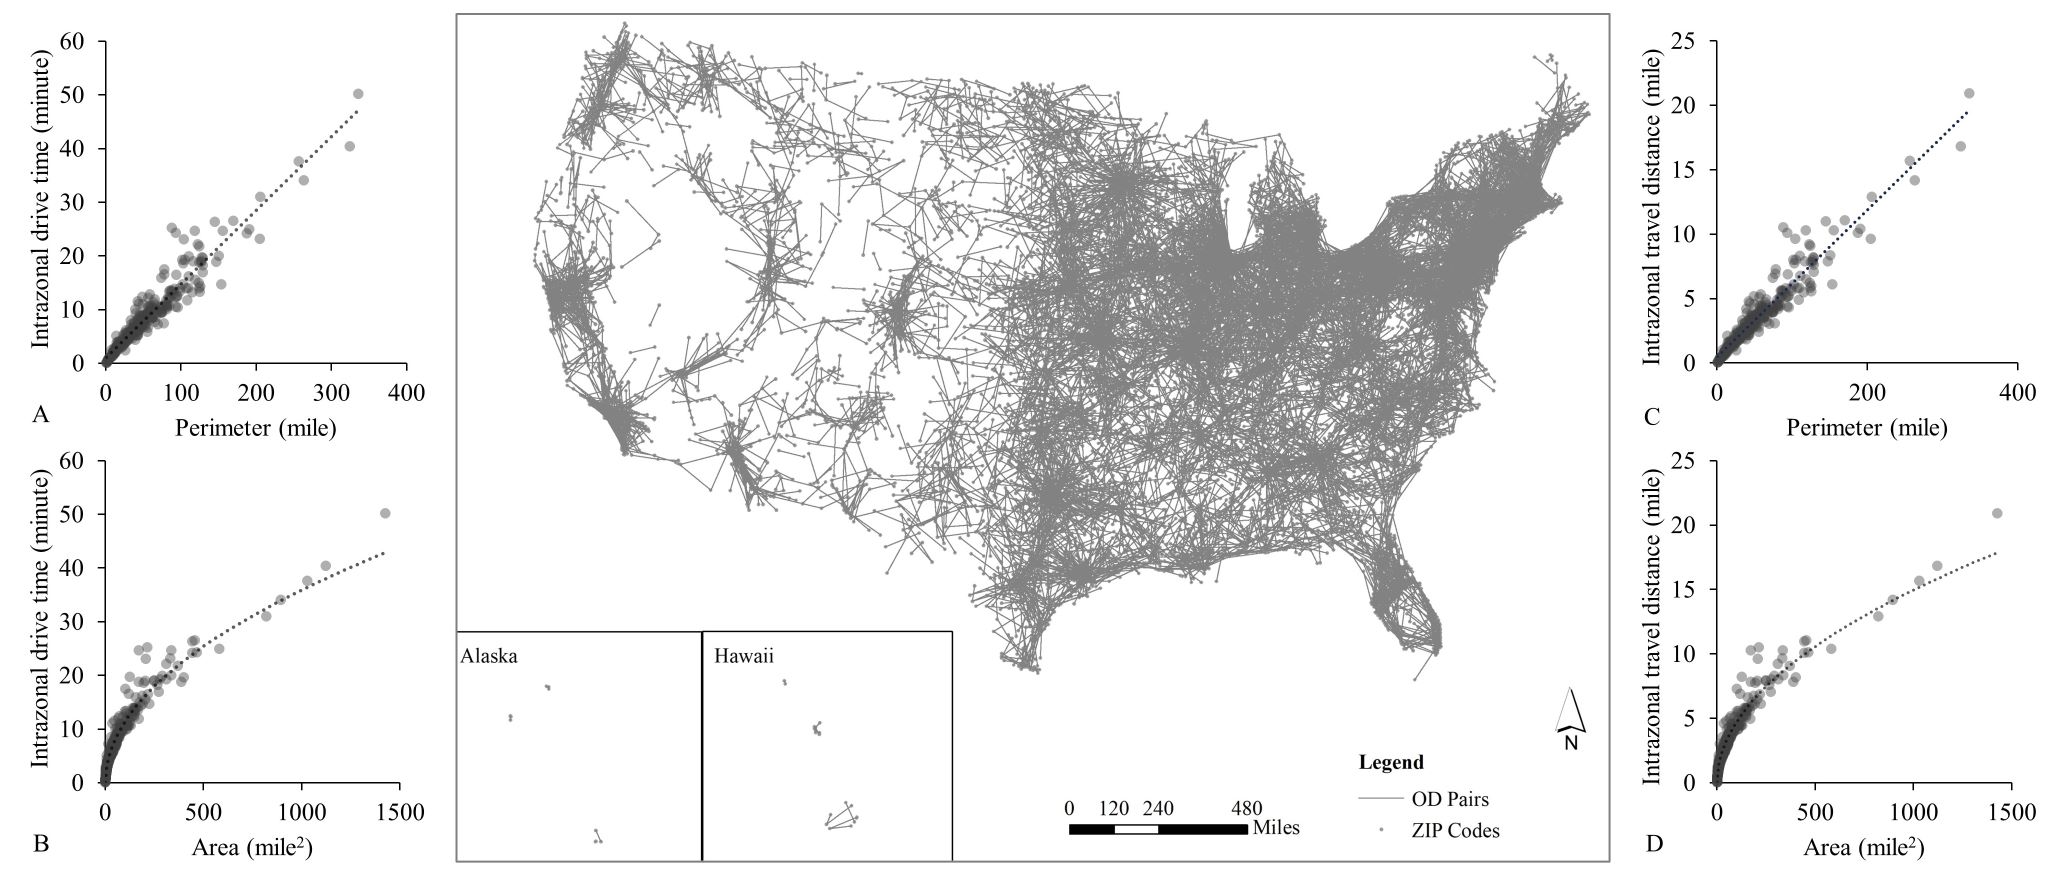 60
50
40
30
20
10
0
Intrazonal drive time (minute)
0 100 200 300 400
A
Perimeter (mile)
60
50
40
30
20
10
0
Intrazonal drive time (minute)
0 500 1000 1500
B
Area (mile²)
Alaska
Hawaii
0 120 240 480
Miles
N
Legend
OD Pairs
ZIP Codes
25
20
15
10
5
0
Intrazonal travel distance (mile)
0 200 400
C
Perimeter (mile)
25
20
15
10
5
0
Intrazonal travel distance (mile)
0 500 1000 1500
D
Area (mile²)